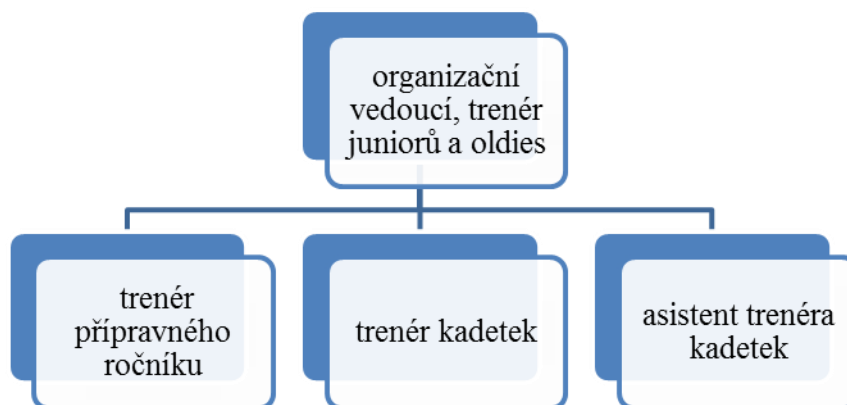 organizační
vedoucí, trenér
juniorů a oldies
trenér
přípravného
ročníku
trenér kadetek
asistent trenéra
kadetek